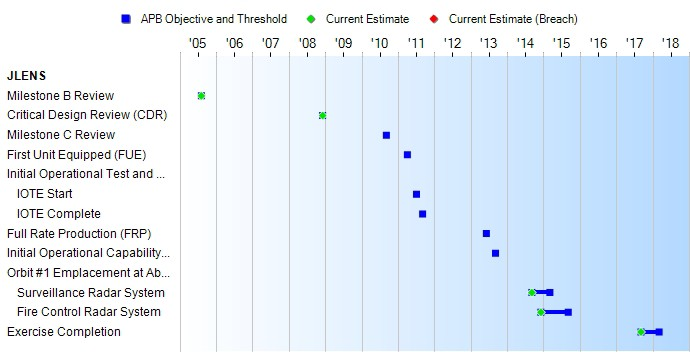 APB Objective and Threshold Current Estimate Current Estimate (Breach)
'05 '06 '07 '08 '09 '10 '11 '12 '13 '14 '15 '16 '17 '18
JLENS
Milestone B Review
Critical Design Review (CDR)
Milestone C Review
First Unit Equipped (FUE)
Initial Operational Test and ...
IOTE Start
IOTE Complete
Full Rate Production (FRP)
Initial Operational Capability...
Orbit #1 Emplacement at Ab...
Surveillance Radar System
Fire Control Radar System
Exercise Completion